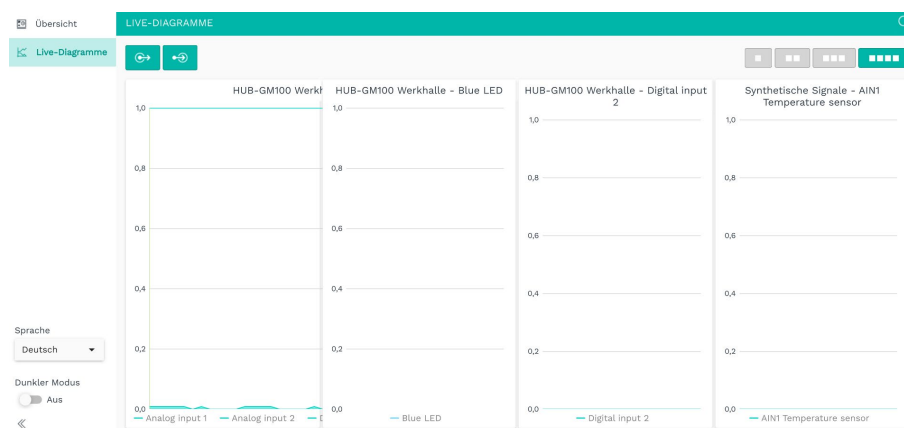 Übersicht
Live-Diagramme
Sprache
Deutsch
Dunkler Modus
Aus
LIVE-DIAGRAMME
HUB-GM100 Werkh
1,0
0,8
0,6
0,4
0,2
0,0
Analog input 1 Analog input 2
HUB-GM100 Werkhalle - Blue LED
1,0
0,8
0,6
0,4
0,2
0,0
Blue LED
HUB-GM100 Werkhalle - Digital input
2
1,0
0,8
0,6
0,4
0,2
0,0
Digital input 2
Synthetische Signale - AIN1
Temperature sensor
1,0
0,8
0,6
0,4
0,2
0,0
AIN1 Temperature sensor